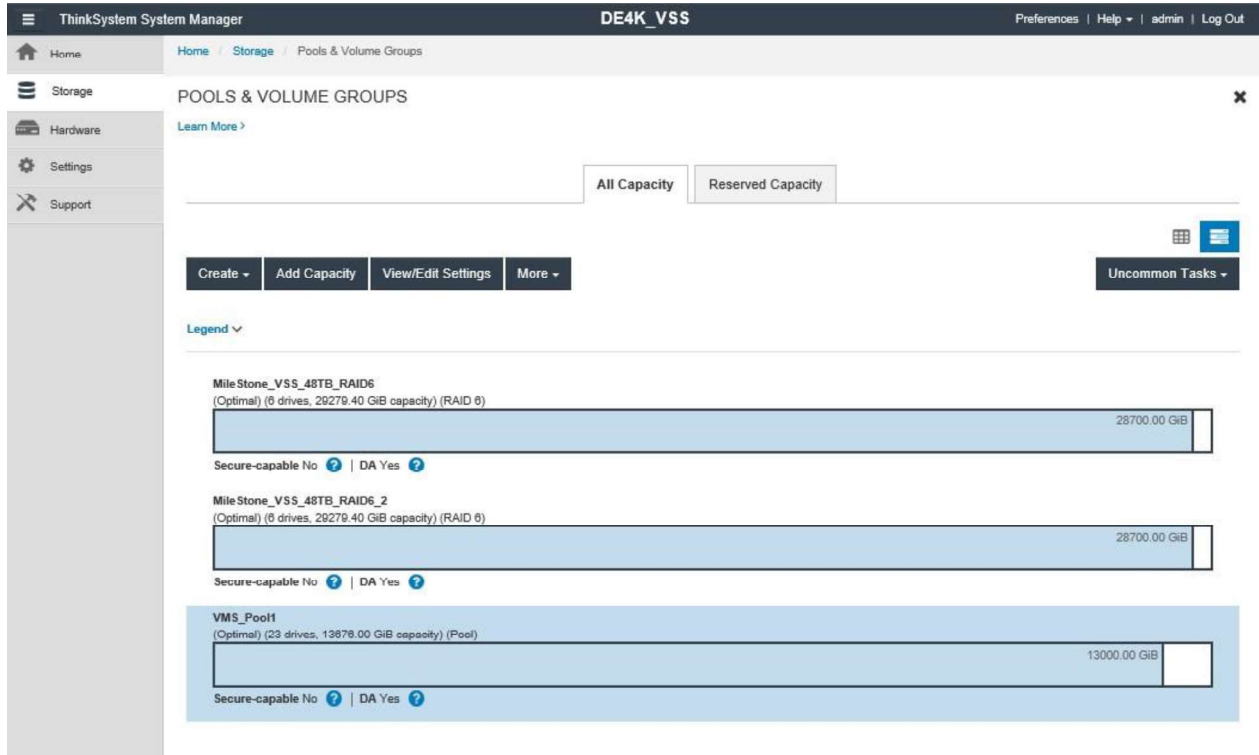 ThinkSystem System Manager
DE4K_VSS
Preferences | Help | admin | Log Out
Home
Home / Storage / Pools & Volume Groups
Storage
POOLS & VOLUME GROUPS
Hardware
Learn More >
Settings
Support
All Capacity
Reserved Capacity
Create
Add Capacity
View/Edit Settings
More
Uncommon Tasks
Legend
MileStone_VSS_48TB_RAID6
(Optimal) (6 drives, 29279.40 GiB capacity) (RAID 6)
28700.00 GiB
Secure-capable No ? | DA Yes ?
MileStone_VSS_48TB_RAID6_2
(Optimal) (6 drives, 29279.40 GiB capacity) (RAID 6)
28700.00 GiB
Secure-capable No ? | DA Yes ?
VMS_Pool1
(Optimal) (23 drives, 13676.00 GiB capacity) (Pool)
13000.00 GiB
Secure-capable No ? | DA Yes ?